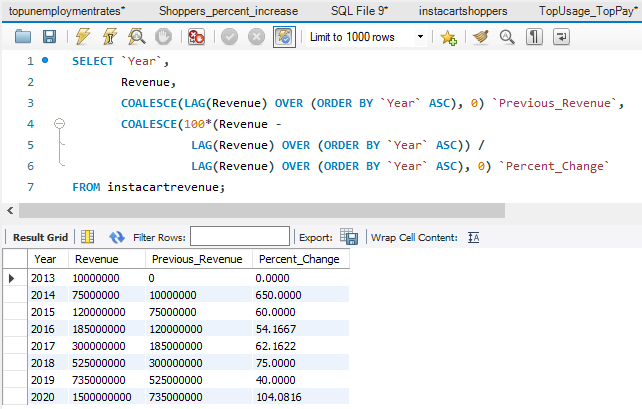 topunemploymentrates* Shoppers_percent_increase SQL File 9* instacartshoppers TopUsage_TopPay*
Limit to 1000 rows
1 SELECT `Year`,
2 Revenue,
3 COALESCE(LAG(Revenue) OVER (ORDER BY `Year` ASC), 0) `Previous_Revenue`,
4 COALESCE(100*(Revenue -
5 LAG(Revenue) OVER (ORDER BY `Year` ASC)) /
6 LAG(Revenue) OVER (ORDER BY `Year` ASC), 0) `Percent_Change`
7 FROM instacartrevenue;
Result Grid Filter Rows: Export: Wrap Cell Content: IA
Year Revenue Previous_Revenue Percent_Change
2013 10000000 0 0.0000
2014 75000000 10000000 650.0000
2015 120000000 75000000 60.0000
2016 185000000 120000000 54.1667
2017 300000000 185000000 62.1622
2018 525000000 300000000 75.0000
2019 735000000 525000000 40.0000
2020 1500000000 735000000 104.0816